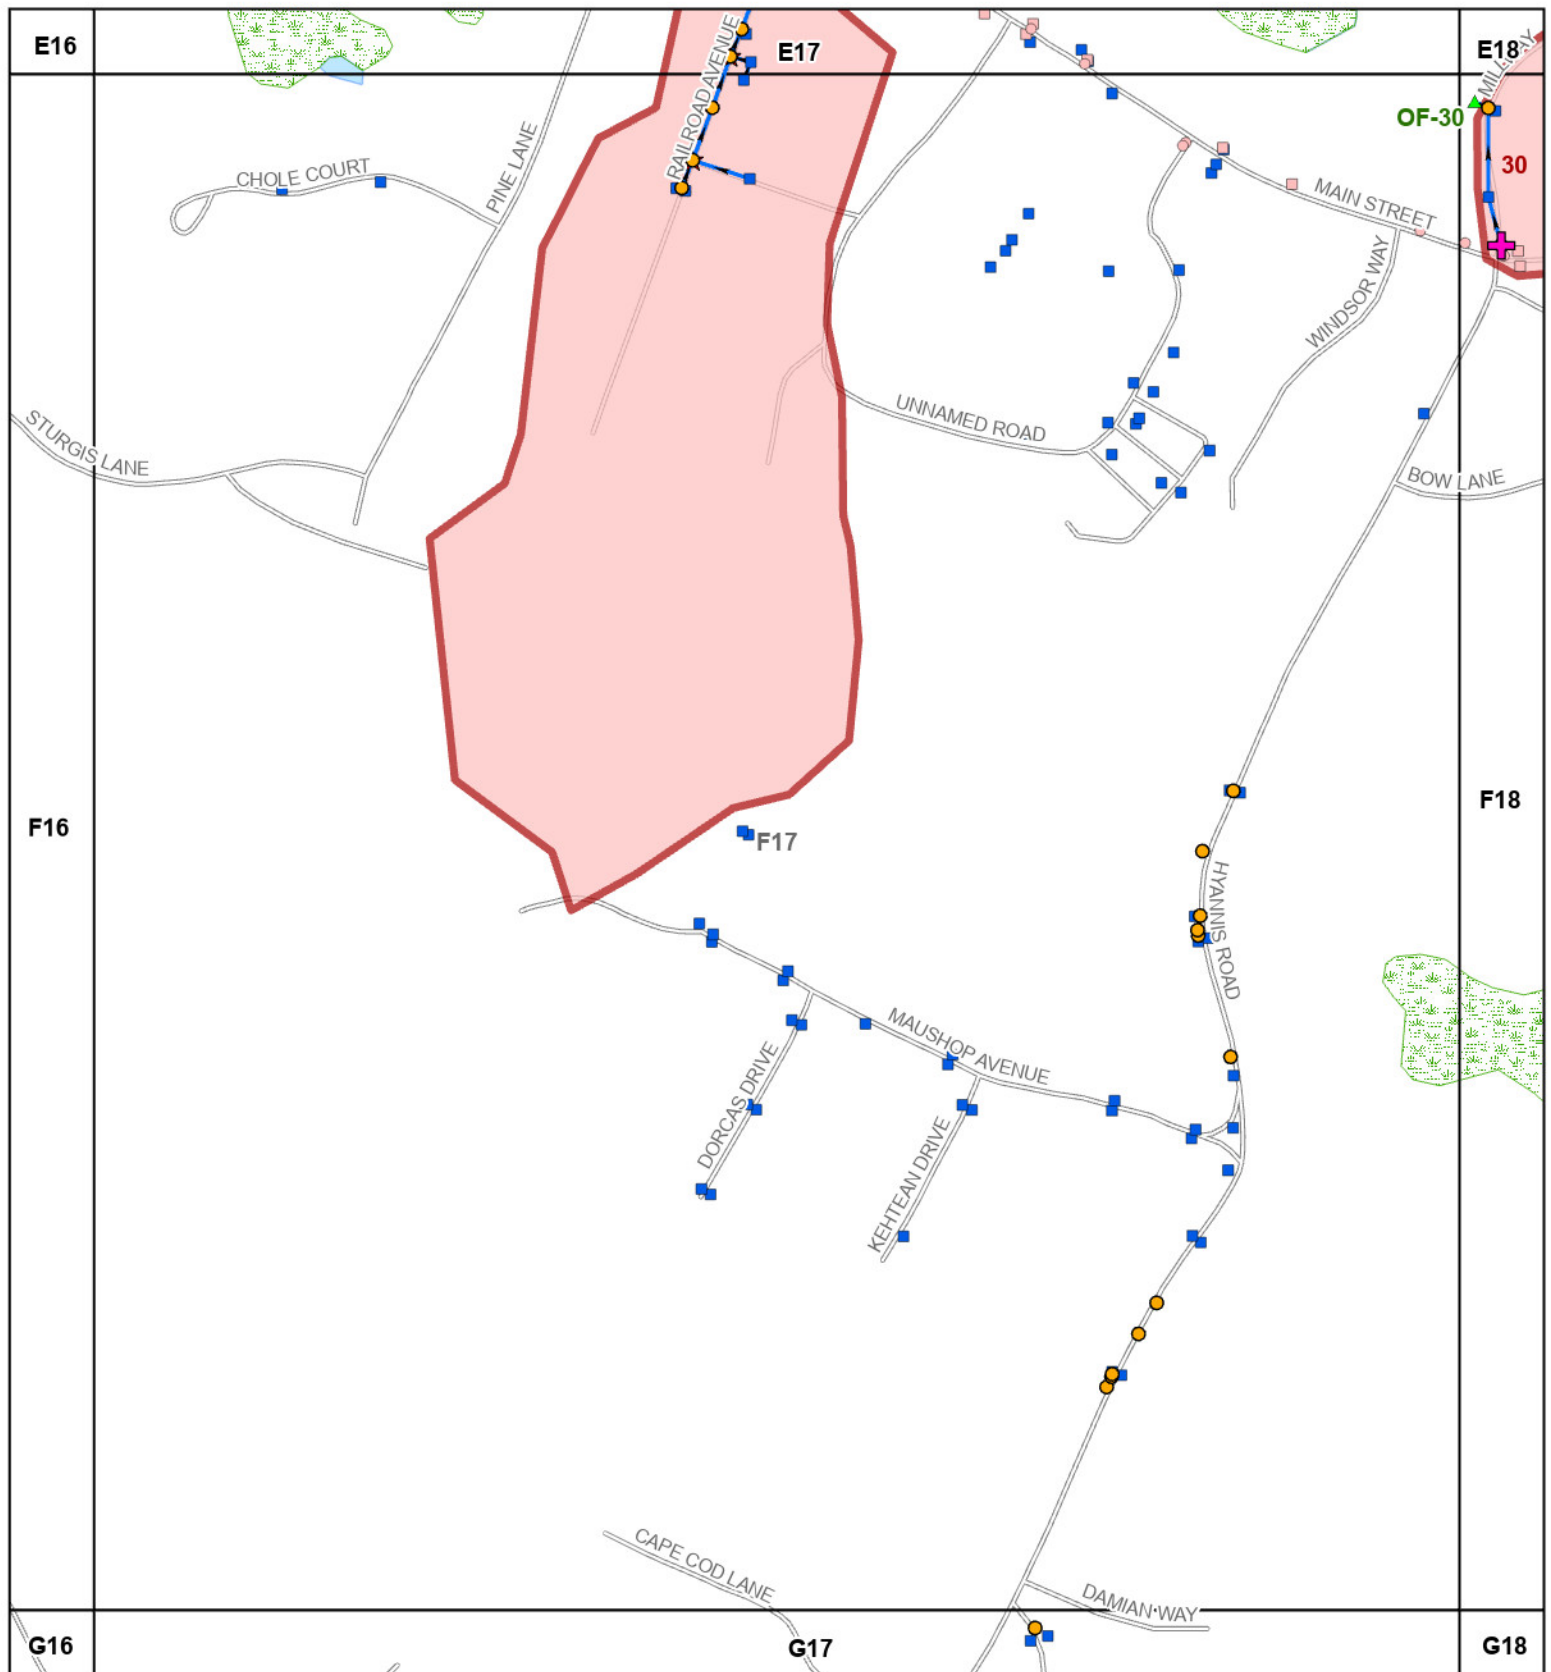 E16
E17
E18
RAILROAD AVENUE
MILL WAY
OF-30
30
PINE LANE
CHOLE COURT
MAIN STREET
WINDSOR WAY
STURGIS LANE
UNNAMED ROAD
BOW LANE
F16
F17
F18
HYANNIS ROAD
MAUSHOP AVENUE
DORCAS DRIVE
KEHTEAN DRIVE
CAPE COD LANE
DAMIAN WAY
G16
G17
G18